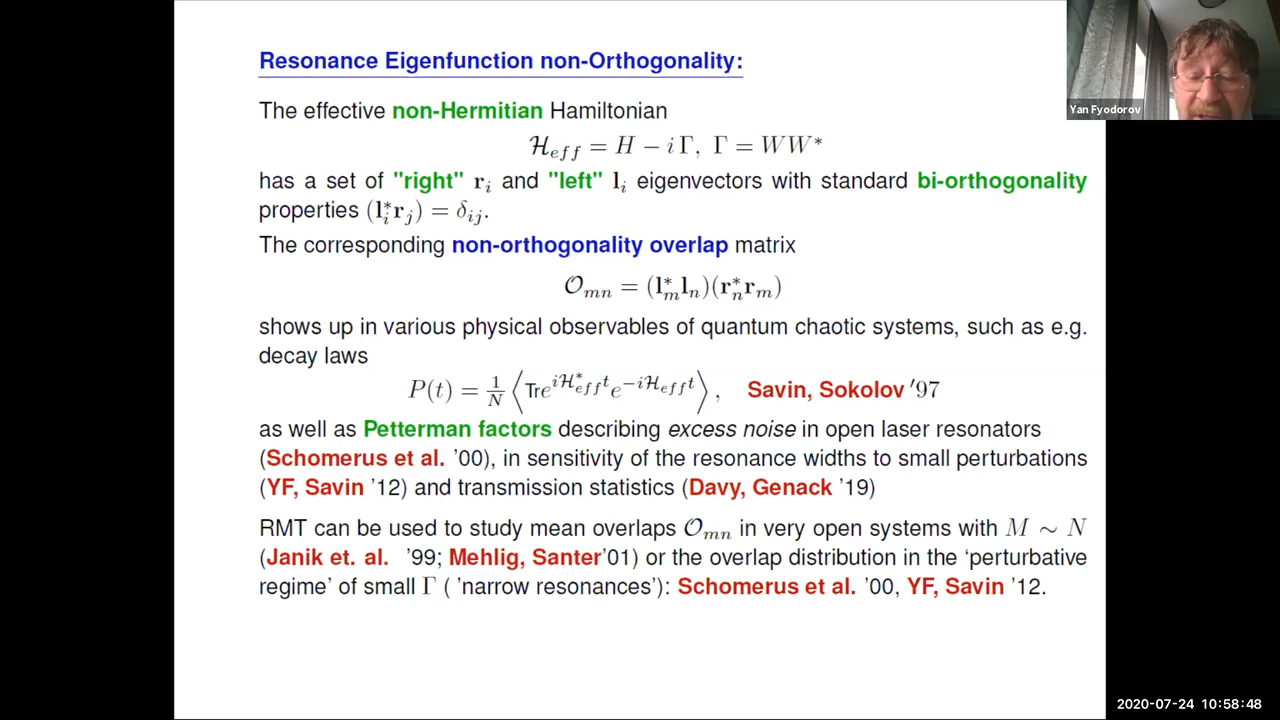 Resonance Eigenfunction non-Orthogonality:
Yan Fyodorov
The effective non-Hermitian Hamiltonian
ℋ_eff = H − i Γ, Γ = WW*
has a set of "right" r_i and "left" l_i eigenvectors with standard bi-orthogonality
properties (l_i* r_j) = δ_ij.
The corresponding non-orthogonality overlap matrix
𝒪_mn = (l_m* l_n)(r_n* r_m)
shows up in various physical observables of quantum chaotic systems, such as e.g.
decay laws
P(t) = 1/N ⟨Tr e^{iℋ*_eff t} e^{−iℋ_eff t}⟩, Savin, Sokolov '97
as well as Petterman factors describing excess noise in open laser resonators
(Schomerus et al. '00), in sensitivity of the resonance widths to small perturbations
(YF, Savin '12) and transmission statistics (Davy, Genack '19)
RMT can be used to study mean overlaps 𝒪_mn in very open systems with M ∼ N
(Janik et. al. '99; Mehlig, Santer'01) or the overlap distribution in the 'perturbative
regime' of small Γ ( 'narrow resonances'): Schomerus et al. '00, YF, Savin '12.
2020-07-24 10:58:48